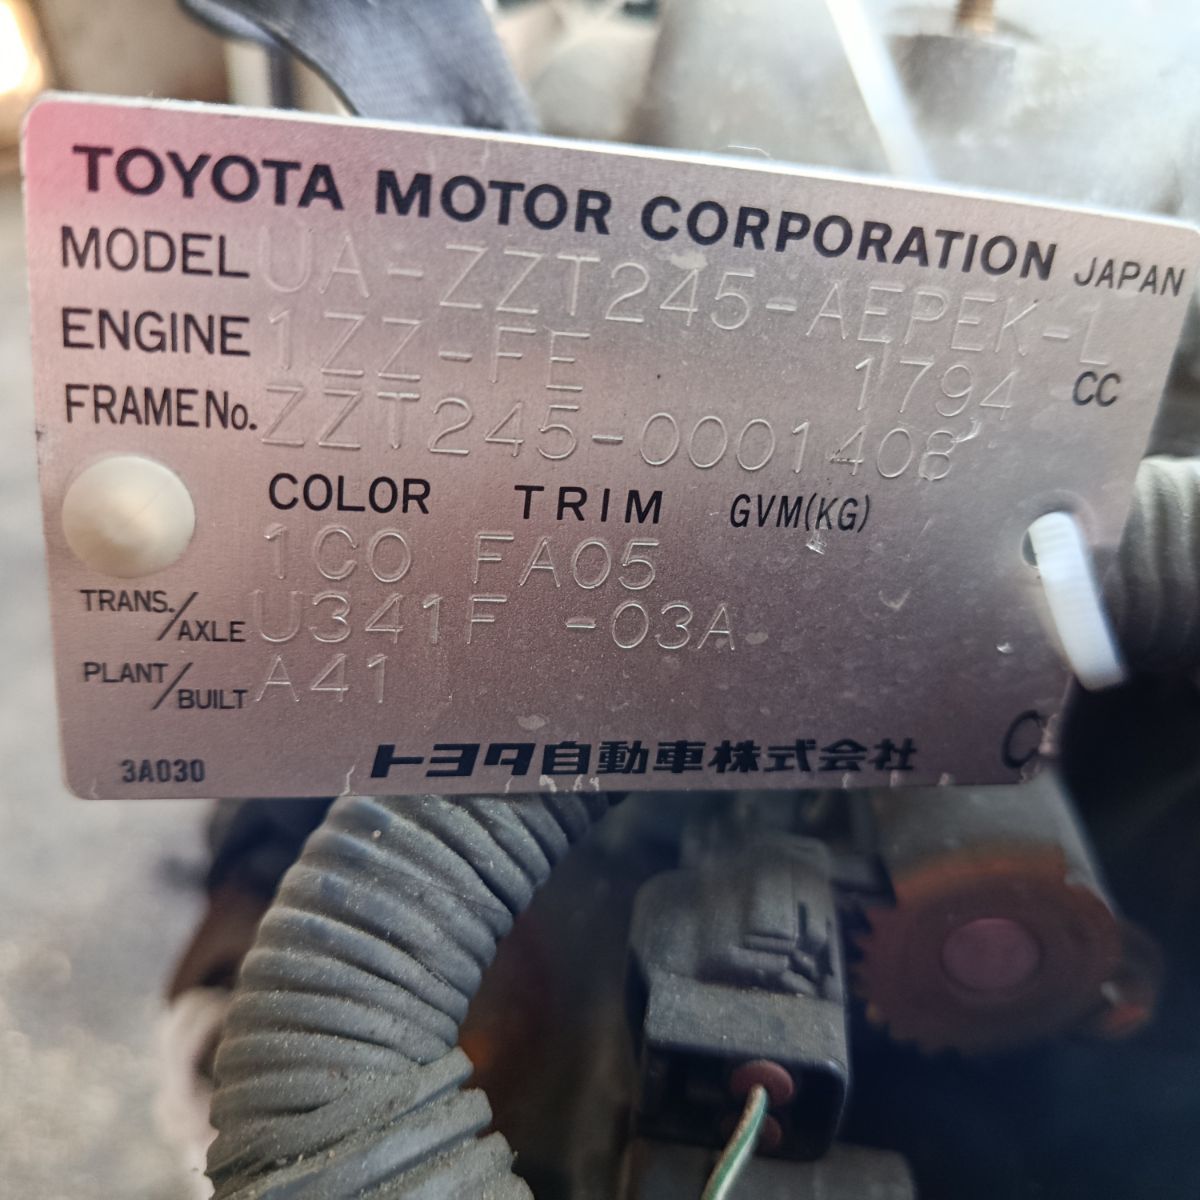 TOYOTA MOTOR CORPORATION JAPAN
MODEL UA-ZZT245-AEPEK-L
ENGINE 1ZZ-FE 1794 CC
FRAME No. ZZT245-0001408
COLOR TRIM GVM(KG)
1C0 FA05
TRANS./AXLE U341F -03A
PLANT/BUILT A41
3A030 トヨタ自動車株式会社 C